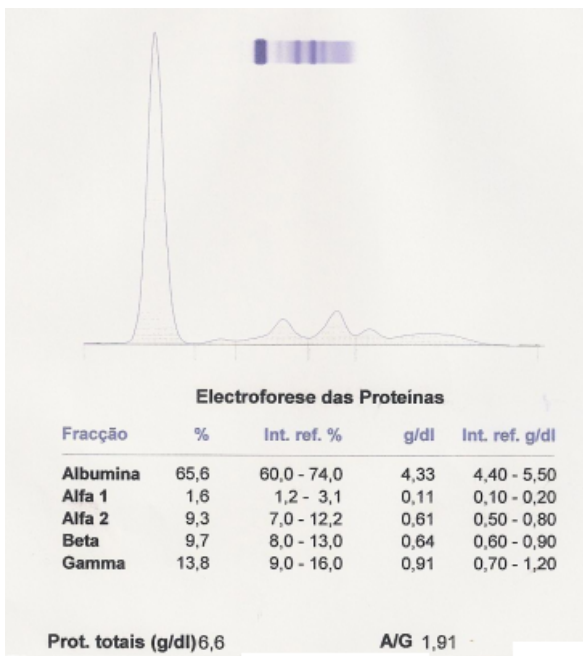 Electroforese das Proteínas
Fracção % Int. ref. % g/dl Int. ref. g/dl
Albumina 65,6 60,0 - 74,0 4,33 4,40 - 5,50
Alfa 1 1,6 1,2 - 3,1 0,11 0,10 - 0,20
Alfa 2 9,3 7,0 - 12,2 0,61 0,50 - 0,80
Beta 9,7 8,0 - 13,0 0,64 0,60 - 0,90
Gamma 13,8 9,0 - 16,0 0,91 0,70 - 1,20
Prot. totais (g/dl) 6,6 A/G 1,91